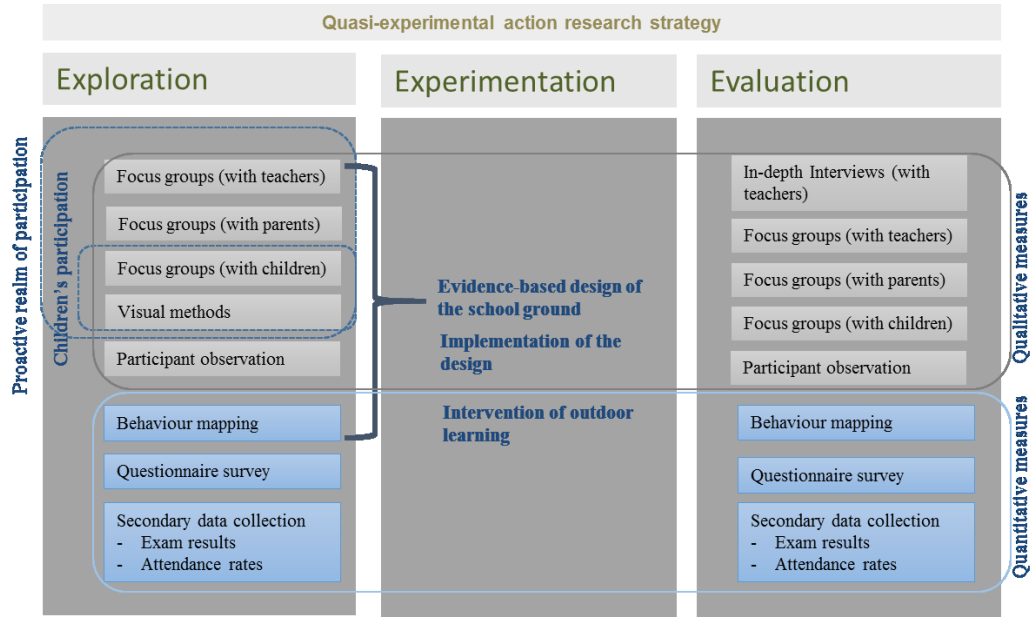 Quasi-experimental action research strategy
Exploration
Experimentation
Evaluation
Proactive realm of participation
Children's participation
Focus groups (with teachers)
Focus groups (with parents)
Focus groups (with children)
Visual methods
Participant observation
Behaviour mapping
Questionnaire survey
Secondary data collection
- Exam results
- Attendance rates
Evidence-based design of
the school ground
Implementation of the
design
Intervention of outdoor
learning
In-depth Interviews (with
teachers)
Focus groups (with teachers)
Focus groups (with parents)
Focus groups (with children)
Participant observation
Behaviour mapping
Questionnaire survey
Secondary data collection
- Exam results
- Attendance rates
Qualitative measures
Quantitative measures